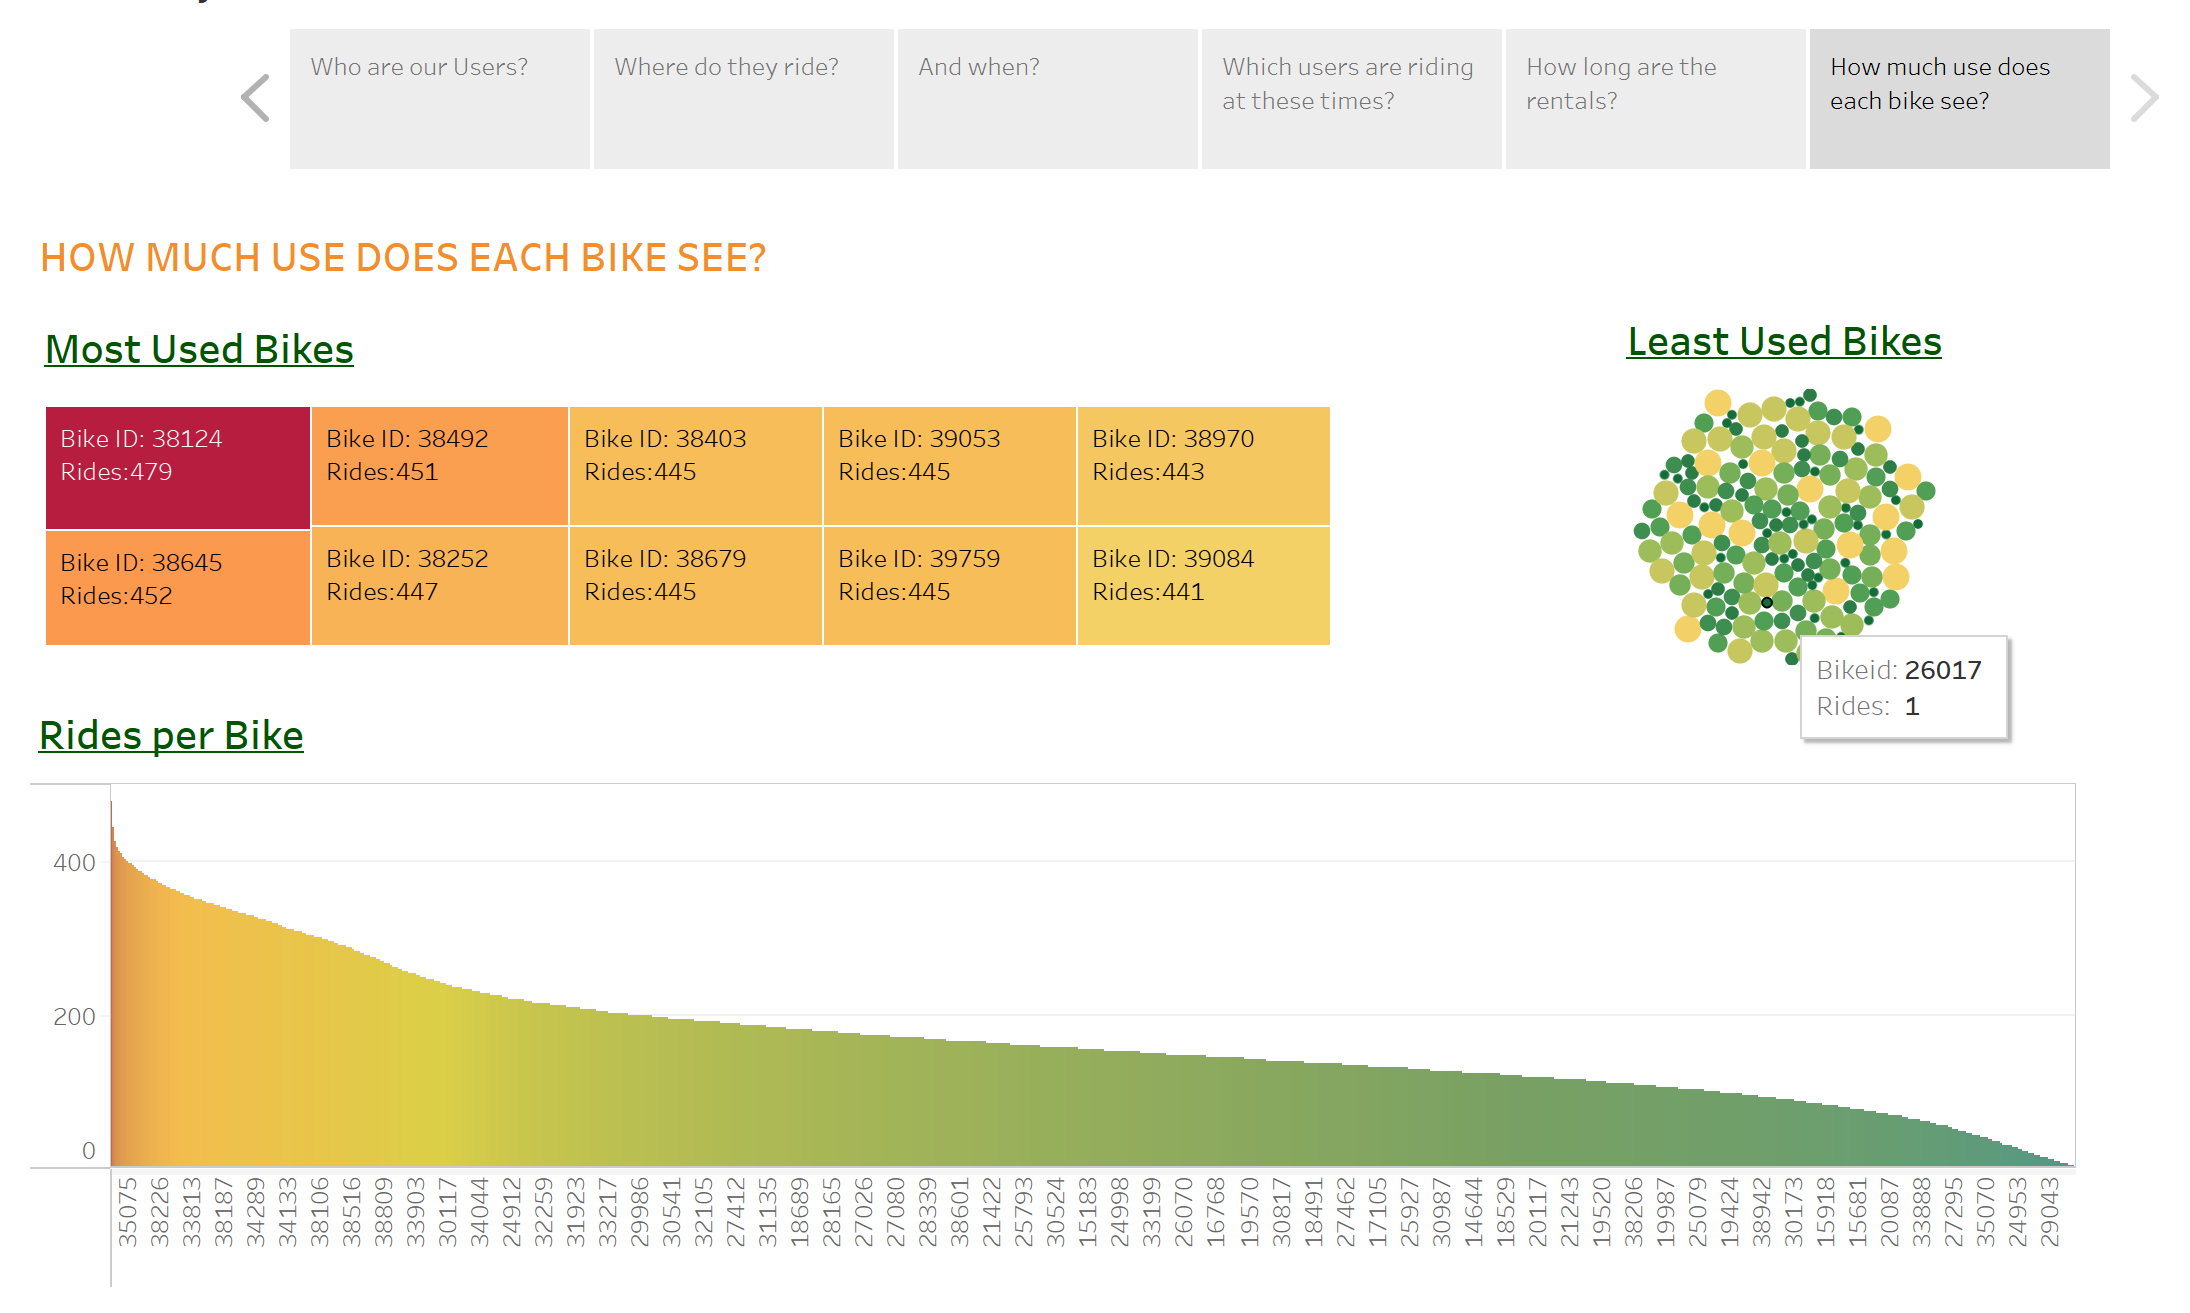 Who are our Users?
Where do they ride?
And when?
Which users are riding
at these times?
How long are the
rentals?
How much use does
each bike see?
HOW MUCH USE DOES EACH BIKE SEE?
Most Used Bikes
Least Used Bikes
Bike ID: 38124
Rides:479
Bike ID: 38492
Rides:451
Bike ID: 38403
Rides:445
Bike ID: 39053
Rides:445
Bike ID: 38970
Rides:443
Bike ID: 38645
Rides:452
Bike ID: 38252
Rides:447
Bike ID: 38679
Rides:445
Bike ID: 39759
Rides:445
Bike ID: 39084
Rides:441
Bikeid: 26017
Rides: 1
Rides per Bike
400
200
0
35075
38226
33813
38187
34289
34133
38106
38516
38809
33903
30117
34044
24912
32259
31923
33217
29986
30541
32105
27412
31135
18689
28165
27026
27080
28339
38601
21422
25793
30524
15183
24998
33199
26070
16768
19570
30817
18491
27462
17105
25927
30987
14644
18529
20117
21243
19520
38206
19987
25079
19424
38942
30173
15918
15681
20087
33888
27295
35070
24953
29043